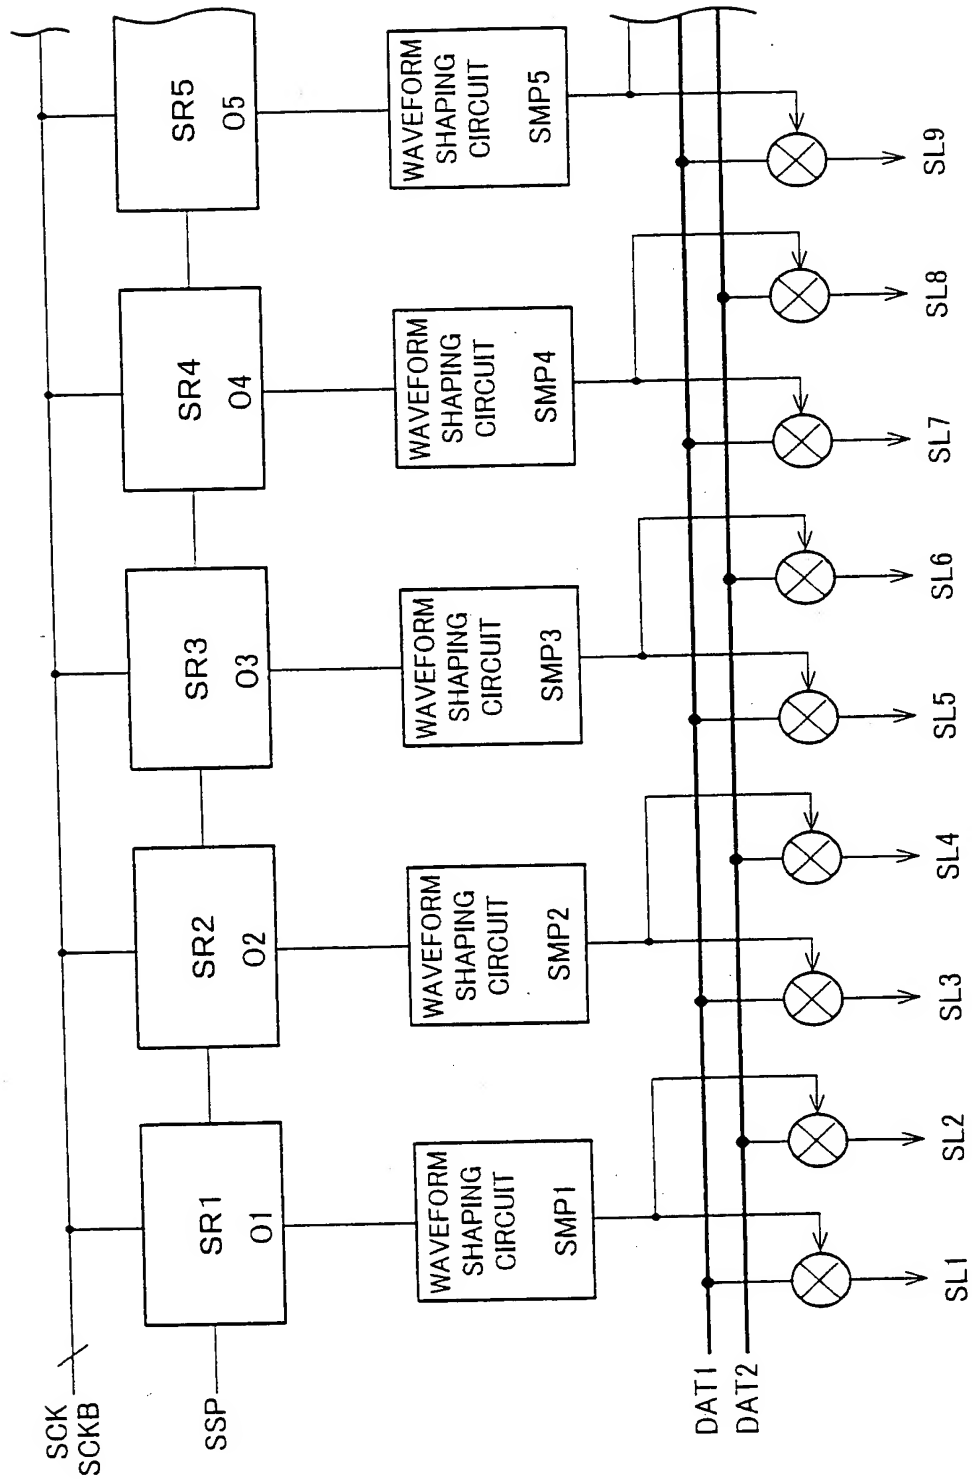 SCK
SCKB
SSP
SR1
O1
SR2
O2
SR3
O3
SR4
O4
SR5
O5
WAVEFORM
SHAPING
CIRCUIT
SMP1
WAVEFORM
SHAPING
CIRCUIT
SMP2
WAVEFORM
SHAPING
CIRCUIT
SMP3
WAVEFORM
SHAPING
CIRCUIT
SMP4
WAVEFORM
SHAPING
CIRCUIT
SMP5
DAT1
DAT2
SL1
SL2
SL3
SL4
SL5
SL6
SL7
SL8
SL9